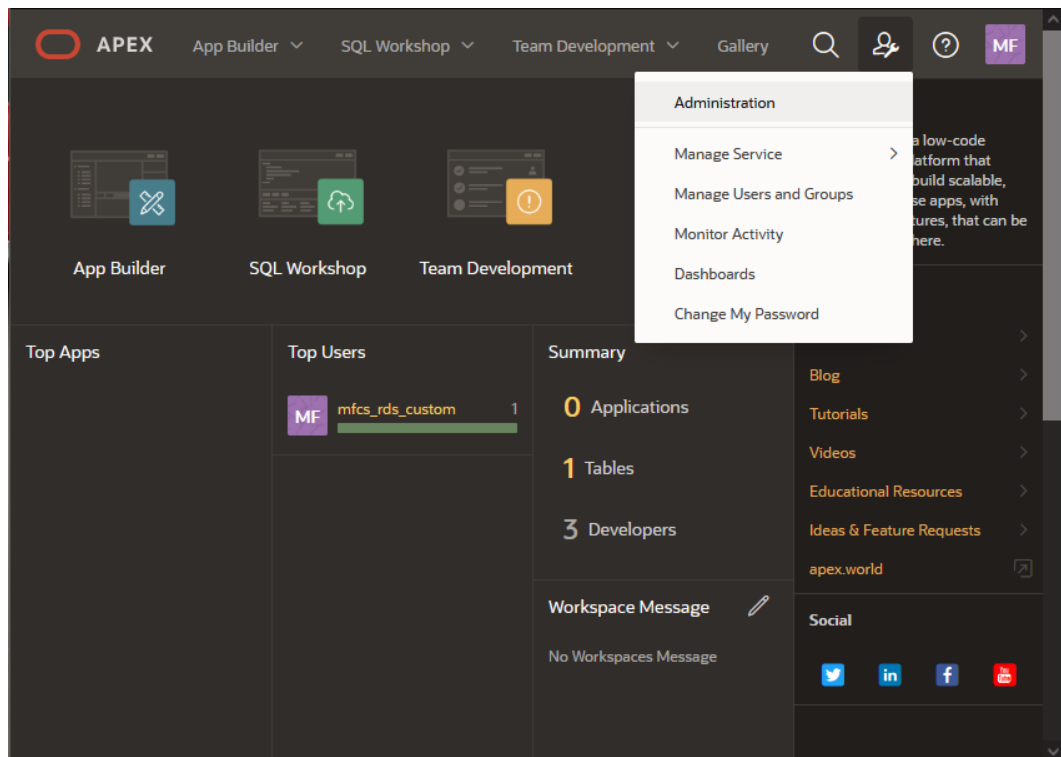 APEX App Builder SQL Workshop Team Development Gallery MF
Administration
Manage Service
Manage Users and Groups
Monitor Activity
Dashboards
Change My Password
a low-code
that
build scalable,
se apps, with
that can be
here.
App Builder SQL Workshop Team Development
Top Apps
Top Users
MF mfcs_rds_custom 1
Summary
0 Applications
1 Tables
3 Developers
Workspace Message
No Workspaces Message
Blog
Tutorials
Videos
Educational Resources
Ideas & Feature Requests
apex.world
Social
in
f
You
Tube